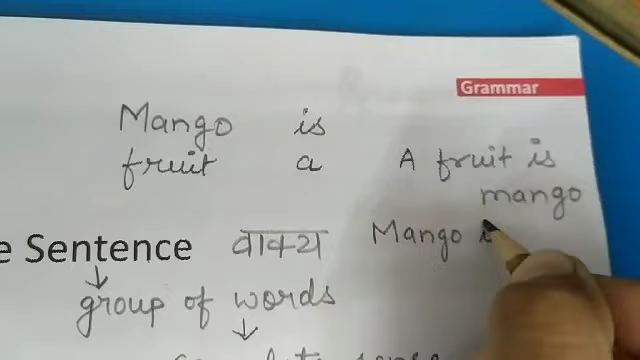 Grammar
Mango is
fruit a
A fruit is
mango
e Sentence वाक्य
Mango i
group of words